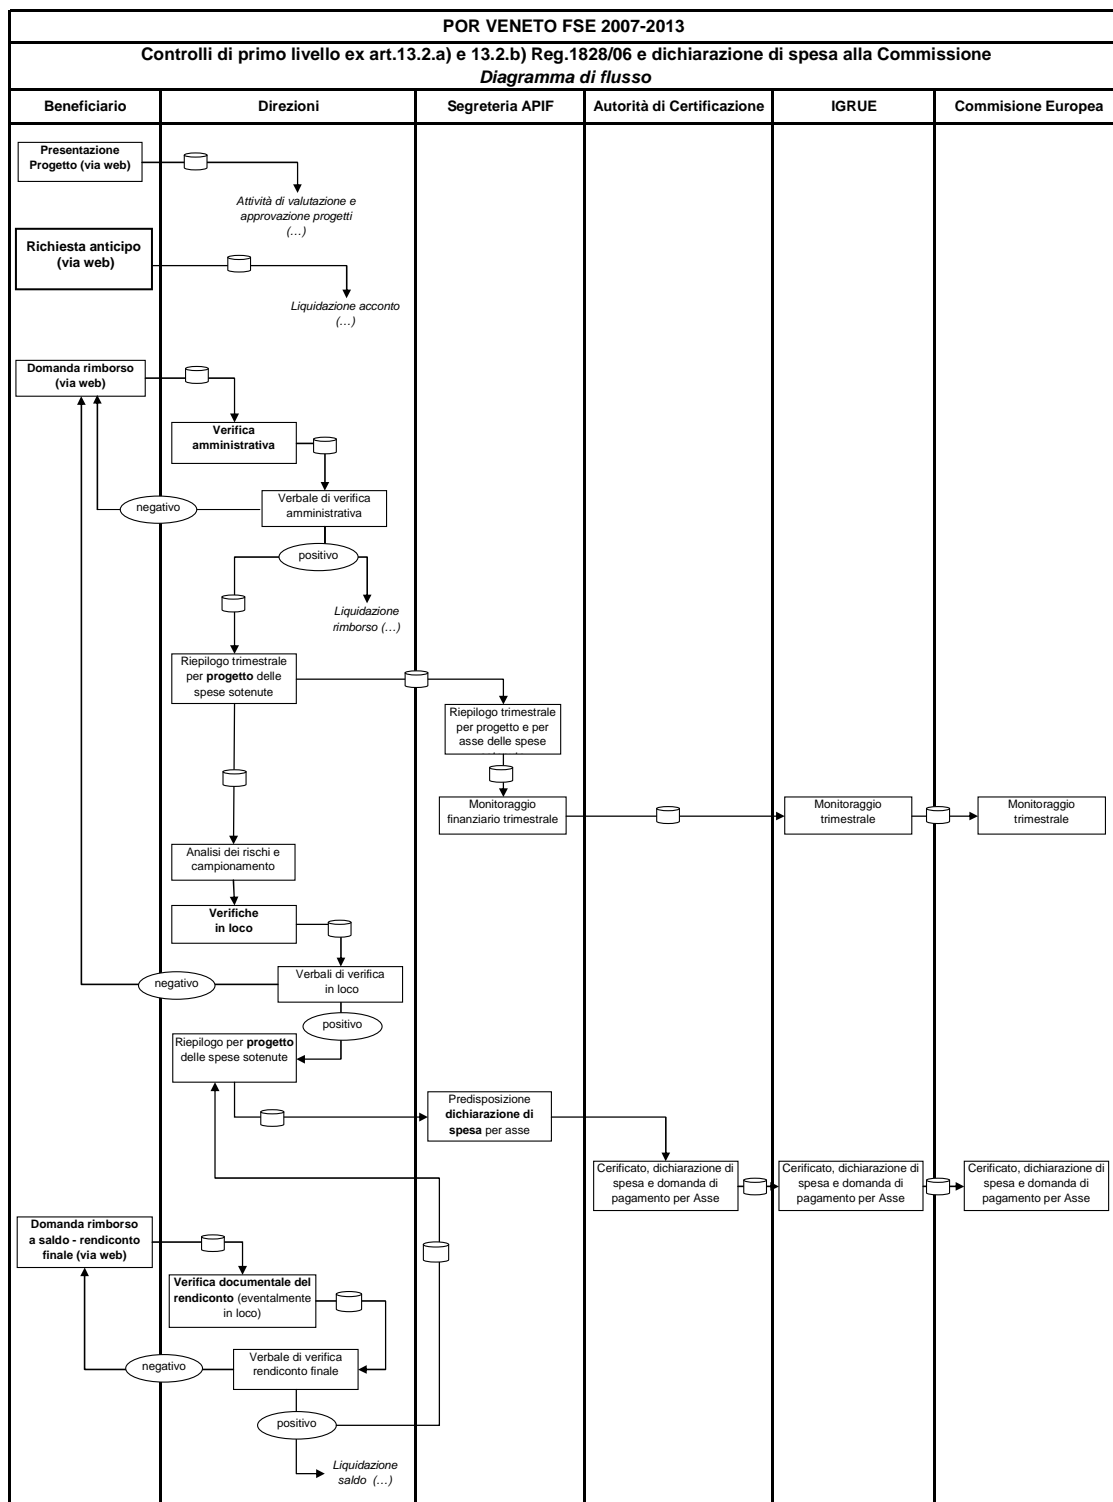 POR VENETO FSE 2007-2013
Controlli di primo livello ex art.13.2.a) e 13.2.b) Reg.1828/06 e dichiarazione di spesa alla Commissione
Diagramma di flusso
Beneficiario
Direzioni
Segreteria APIF
Autorità di Certificazione
IGRUE
Commisione Europea
Presentazione
Progetto (via web)
Attività di valutazione e
approvazione progetti
(…)
Richiesta anticipo
(via web)
Liquidazione acconto
(…)
Domanda rimborso
(via web)
Verifica
amministrativa
Verbale di verifica
amministrativa
negativo
positivo
Liquidazione
rimborso (…)
Riepilogo trimestrale
per progetto delle
spese sotenute
Riepilogo trimestrale
per progetto e per
asse delle spese
Monitoraggio
finanziario trimestrale
Monitoraggio
trimestrale
Monitoraggio
trimestrale
Analisi dei rischi e
campionamento
Verifiche
in loco
Verbali di verifica
in loco
negativo
positivo
Riepilogo per progetto
delle spese sotenute
Predisposizione
dichiarazione di
spesa per asse
Cerificato, dichiarazione di
spesa e domanda di
pagamento per Asse
Cerificato, dichiarazione di
spesa e domanda di
pagamento per Asse
Cerificato, dichiarazione di
spesa e domanda di
pagamento per Asse
Domanda rimborso
a saldo - rendiconto
finale (via web)
Verifica documentale del
rendiconto (eventalmente
in loco)
Verbale di verifica
rendiconto finale
negativo
positivo
Liquidazione
saldo (…)